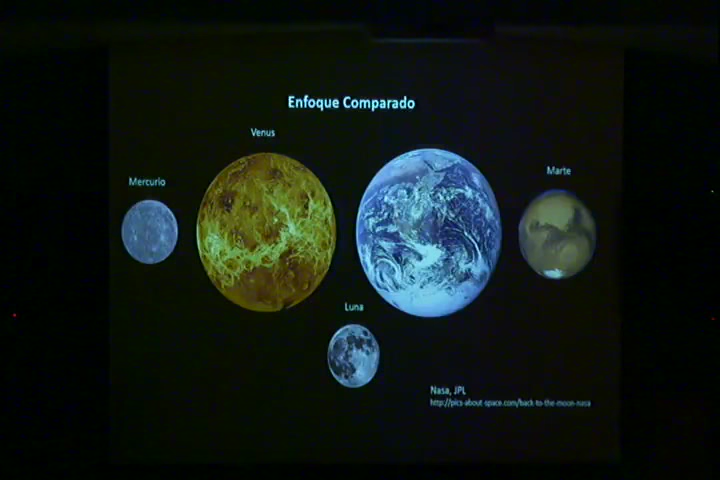 Enfoque Comparado
Venus
Mercurio
Marte
Luna
Nasa, JPL
http://pics-about-space.com/back-to-the-moon-nasa